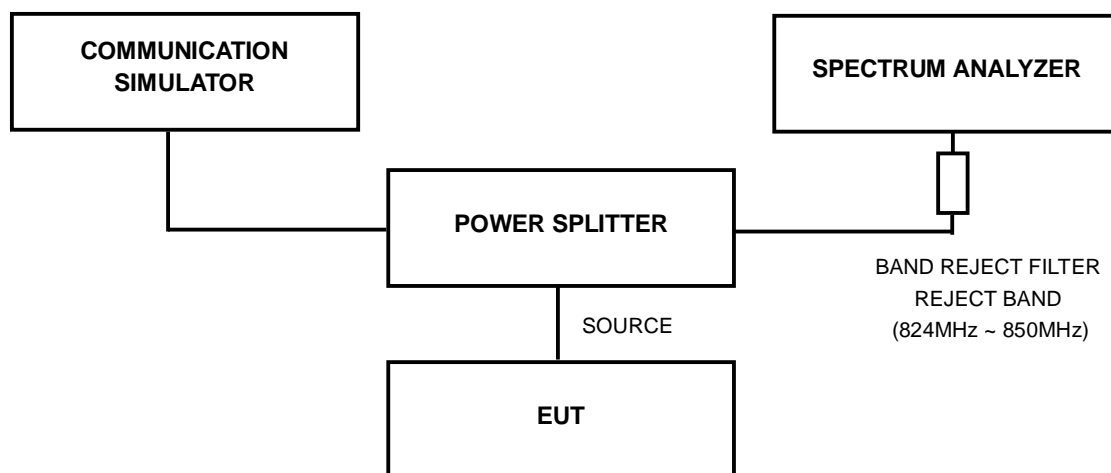 COMMUNICATION
SIMULATOR
SPECTRUM ANALYZER
POWER SPLITTER
BAND REJECT FILTER
REJECT BAND
(824MHz ~ 850MHz)
SOURCE
EUT